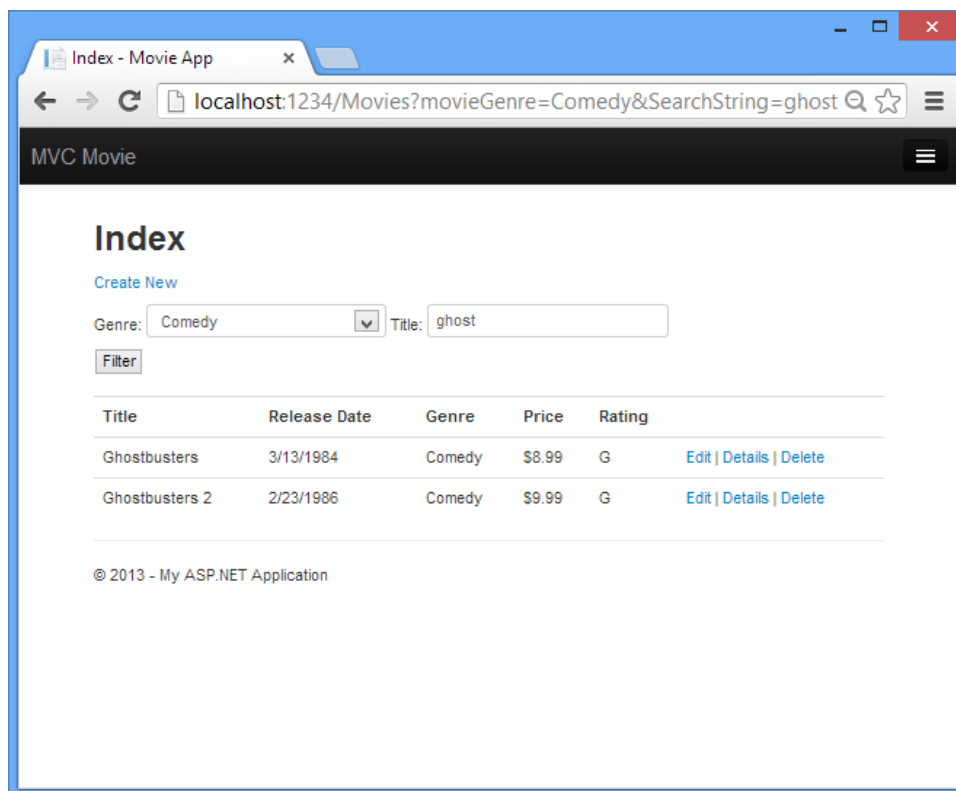 Index - Movie App
localhost:1234/Movies?movieGenre=Comedy&SearchString=ghost
MVC Movie
Index
Create New
Genre: Comedy Title: ghost
Filter
Title Release Date Genre Price Rating
Ghostbusters 3/13/1984 Comedy $8.99 G Edit | Details | Delete
Ghostbusters 2 2/23/1986 Comedy $9.99 G Edit | Details | Delete
© 2013 - My ASP.NET Application